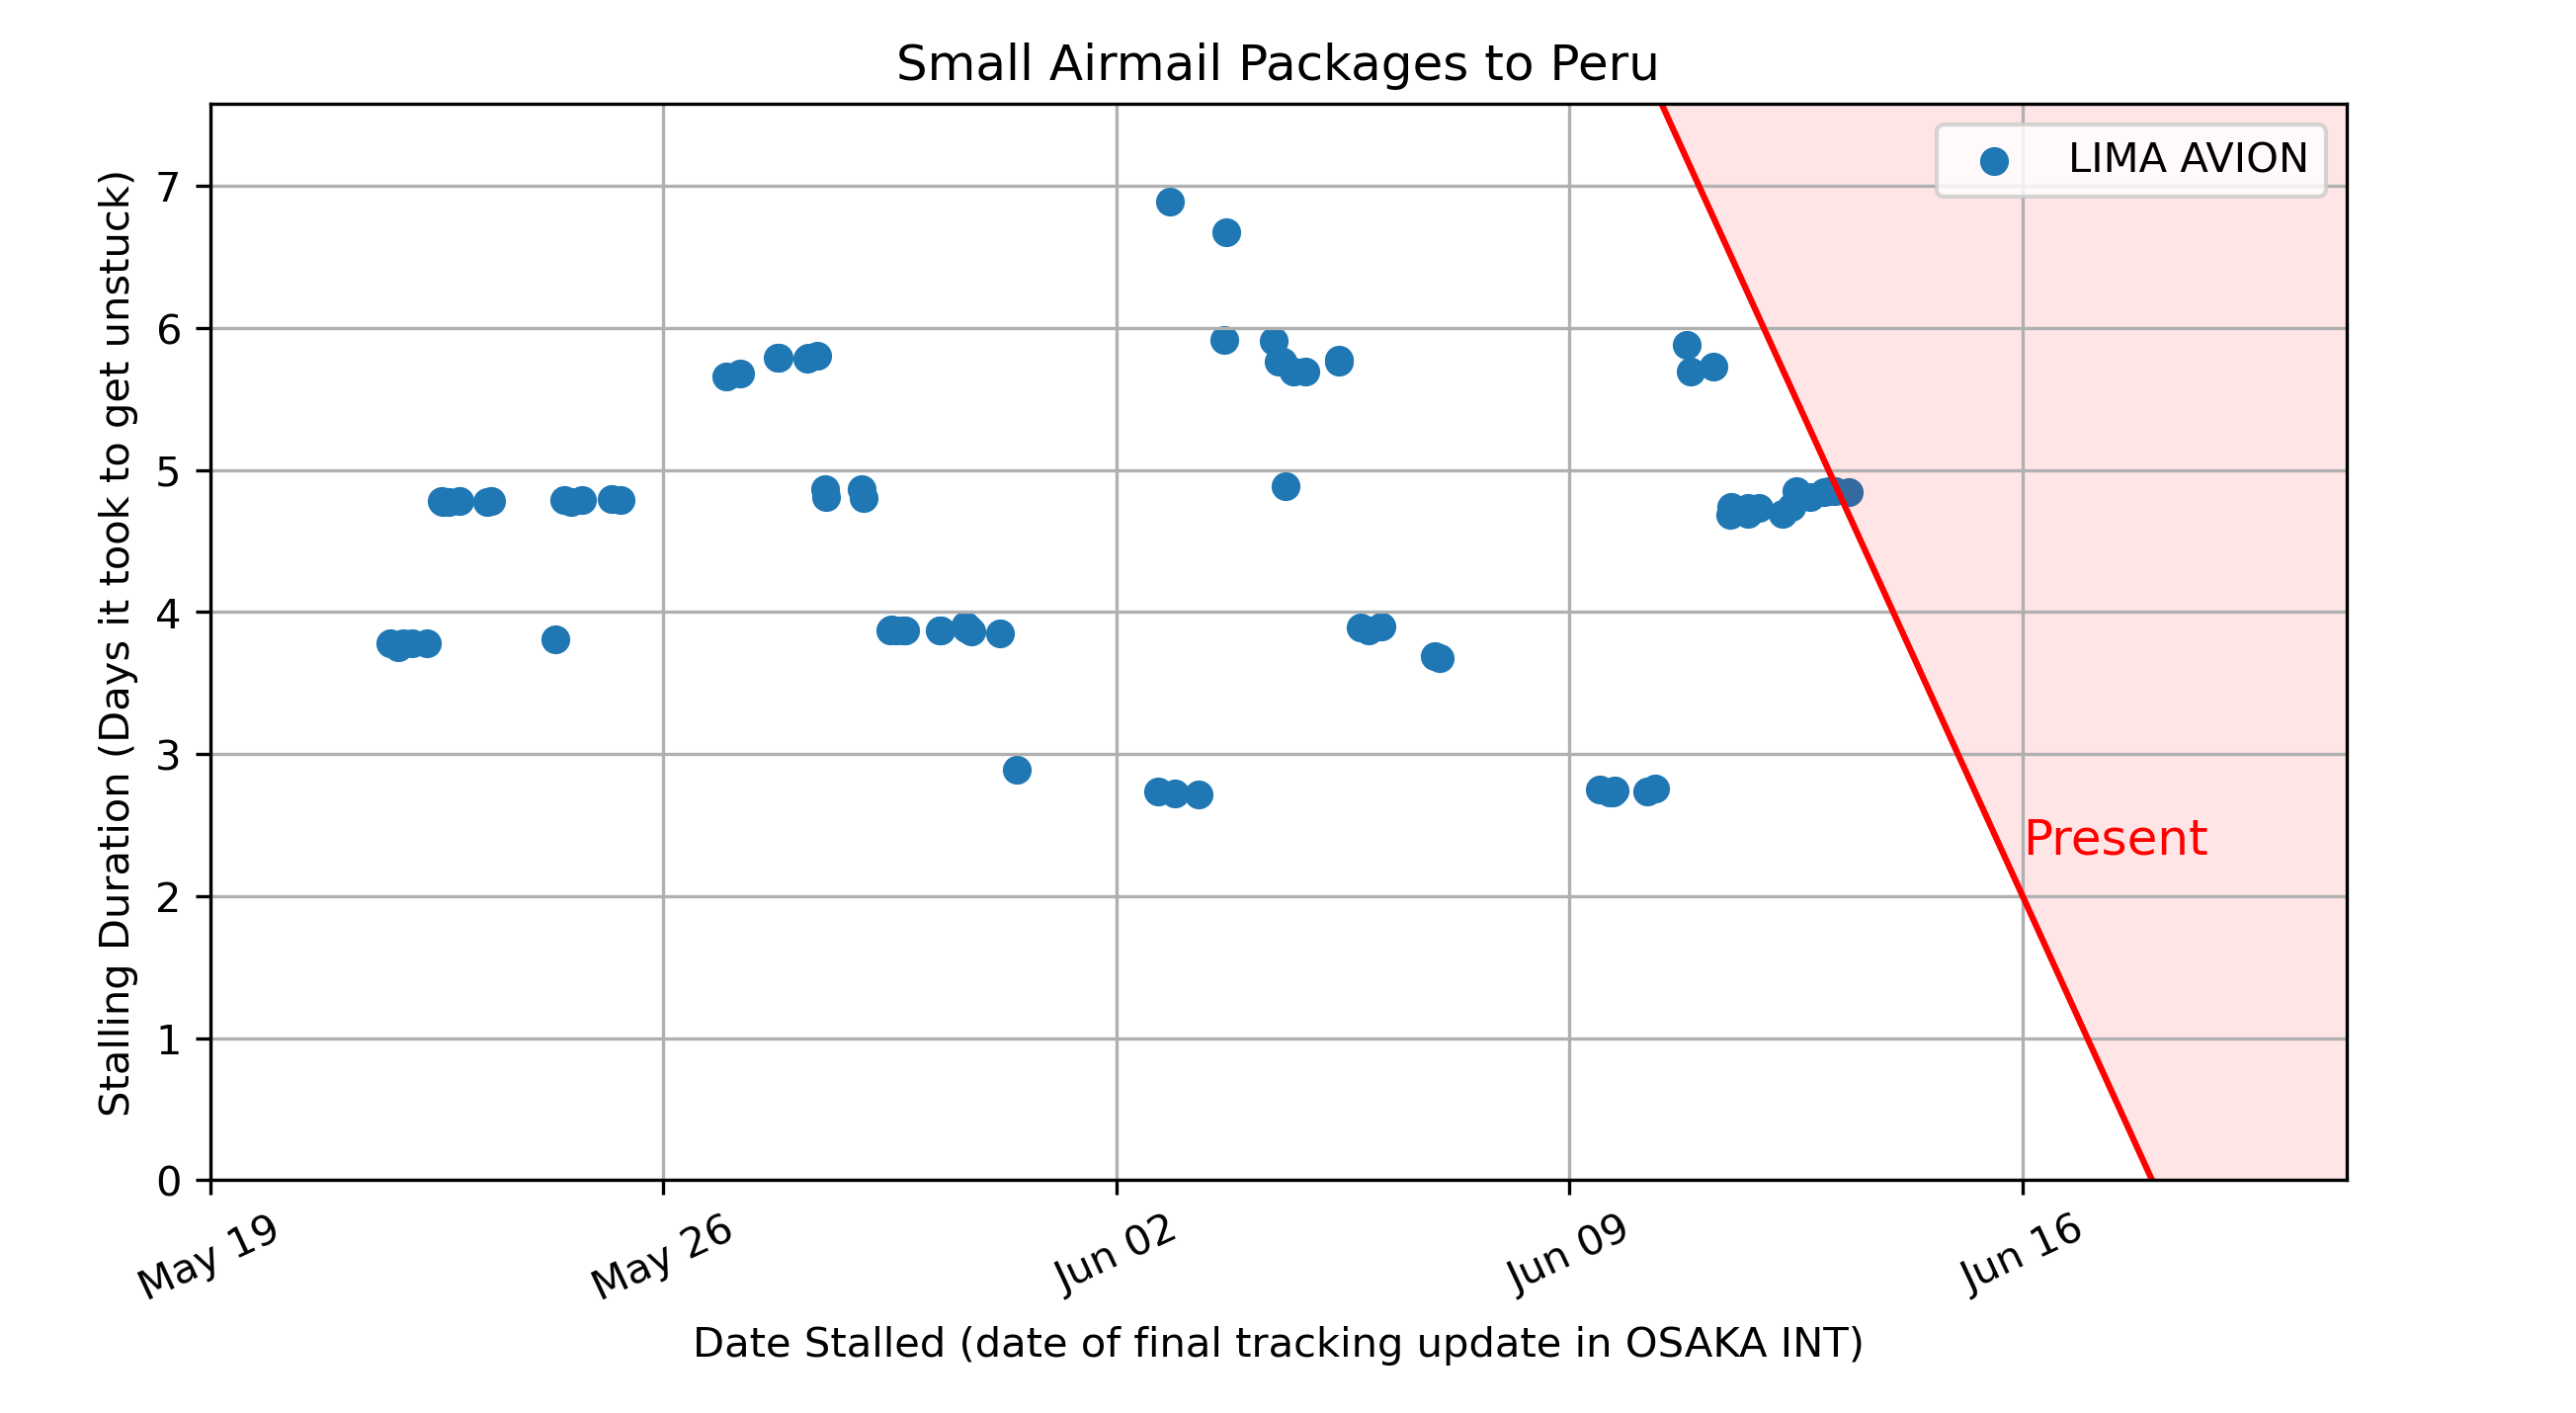 Small Airmail Packages to Peru
LIMA AVION
Stalling Duration (Days it took to get unstuck)
7
6
5
4
3
2
1
0
Present
May 19
May 26
Jun 02
Jun 09
Jun 16
Date Stalled (date of final tracking update in OSAKA INT)